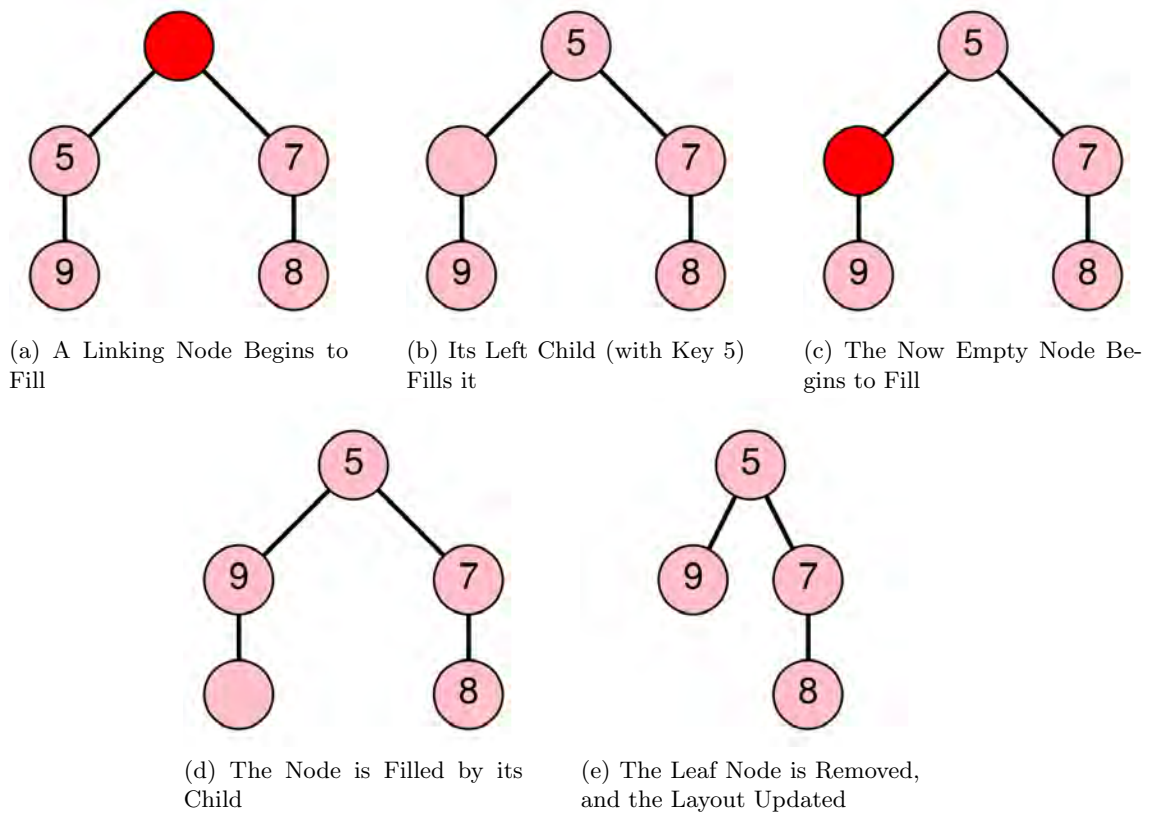 5
5
5
7
7
7
9
8
9
8
9
8
(a) A Linking Node Begins to
Fill
(b) Its Left Child (with Key 5)
Fills it
(c) The Now Empty Node Be-
gins to Fill
5
5
9
7
9
7
8
8
(d) The Node is Filled by its
Child
(e) The Leaf Node is Removed,
and the Layout Updated